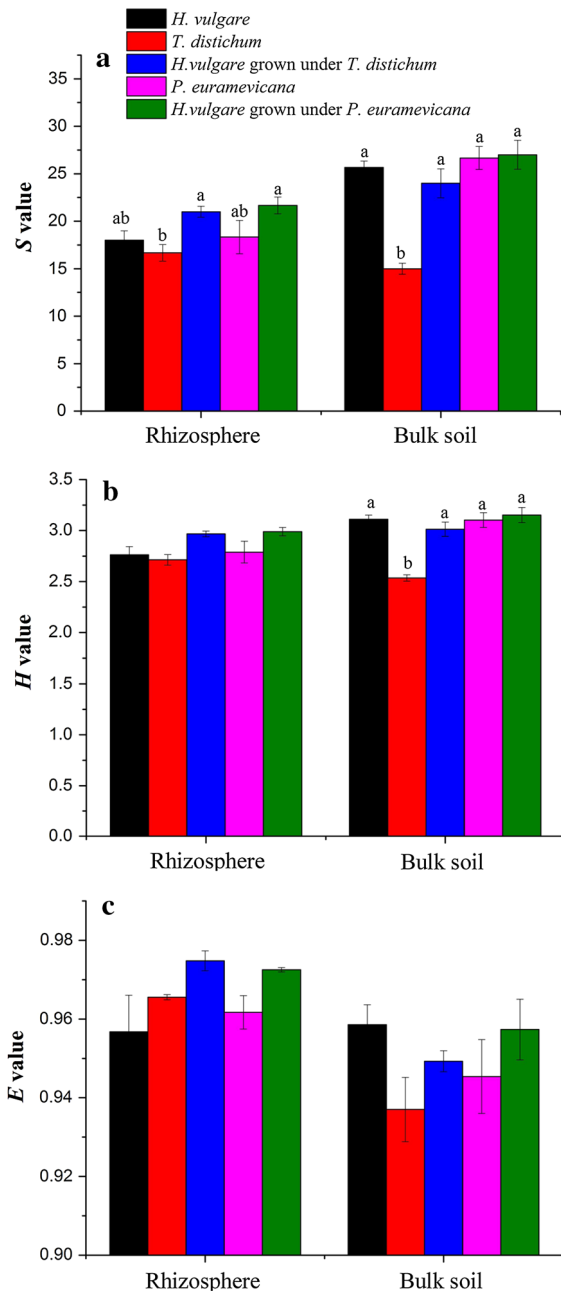 a
H. vulgare
T. distichum
H.vulgare grown under T. distichum
P. euramevicana
H.vulgare grown under P. euramevicana
35
30
25
20
15
10
5
0
S value
ab
b
a
ab
a
a
b
a
a
a
Rhizosphere
Bulk soil
b
3.5
3.0
2.5
2.0
1.5
1.0
0.5
0.0
H value
a
b
a
a
a
Rhizosphere
Bulk soil
c
0.98
0.96
0.94
0.92
0.90
E value
Rhizosphere
Bulk soil